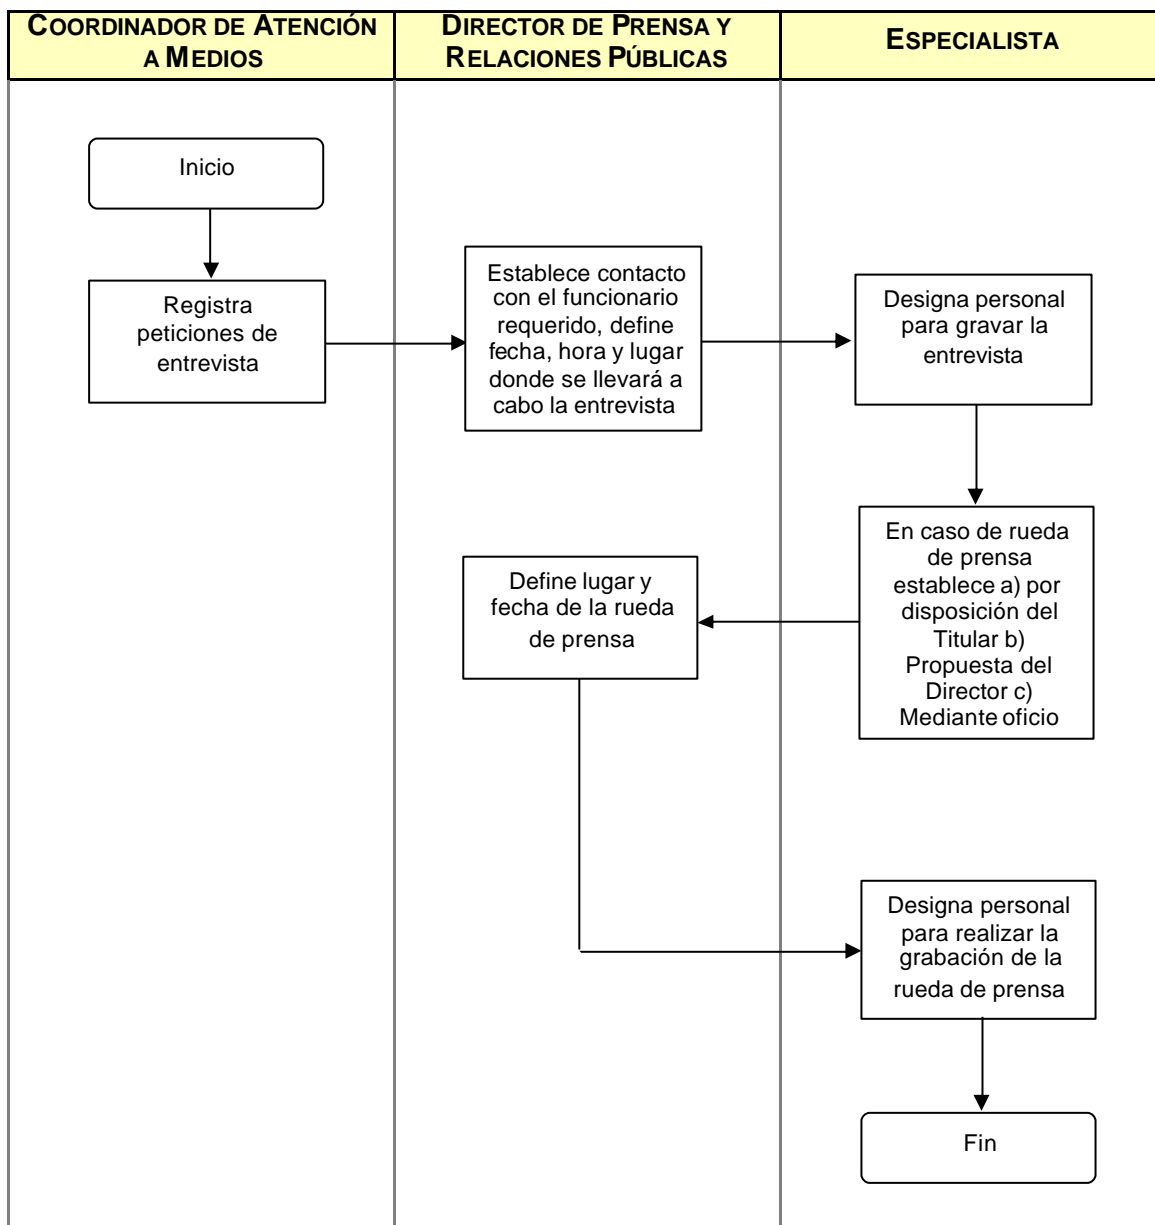 COORDINADOR DE ATENCIÓN
A MEDIOS
DIRECTOR DE PRENSA Y
RELACIONES PÚBLICAS
ESPECIALISTA
Inicio
Registra
peticiones de
entrevista
Establece contacto
con el funcionario
requerido, define
fecha, hora y lugar
donde se llevará a
cabo la entrevista
Designa personal
para gravar la
entrevista
En caso de rueda
de prensa
establece a) por
disposición del
Titular b)
Propuesta del
Director c)
Mediante oficio
Define lugar y
fecha de la rueda
de prensa
Designa personal
para realizar la
grabación de la
rueda de prensa
Fin